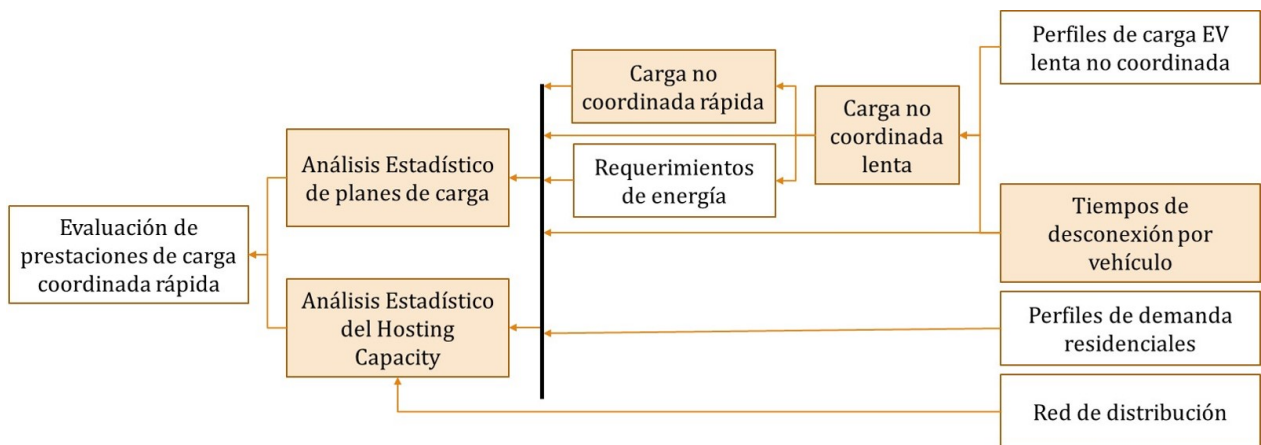 Evaluación de
prestaciones de carga
coordinada rápida
Análisis Estadístico
de planes de carga
Análisis Estadístico
del Hosting
Capacity
Carga no
coordinada rápida
Requerimientos
de energía
Carga no
coordinada
lenta
Perfiles de carga EV
lenta no coordinada
Tiempos de
desconexión por
vehículo
Perfiles de demanda
residenciales
Red de distribución